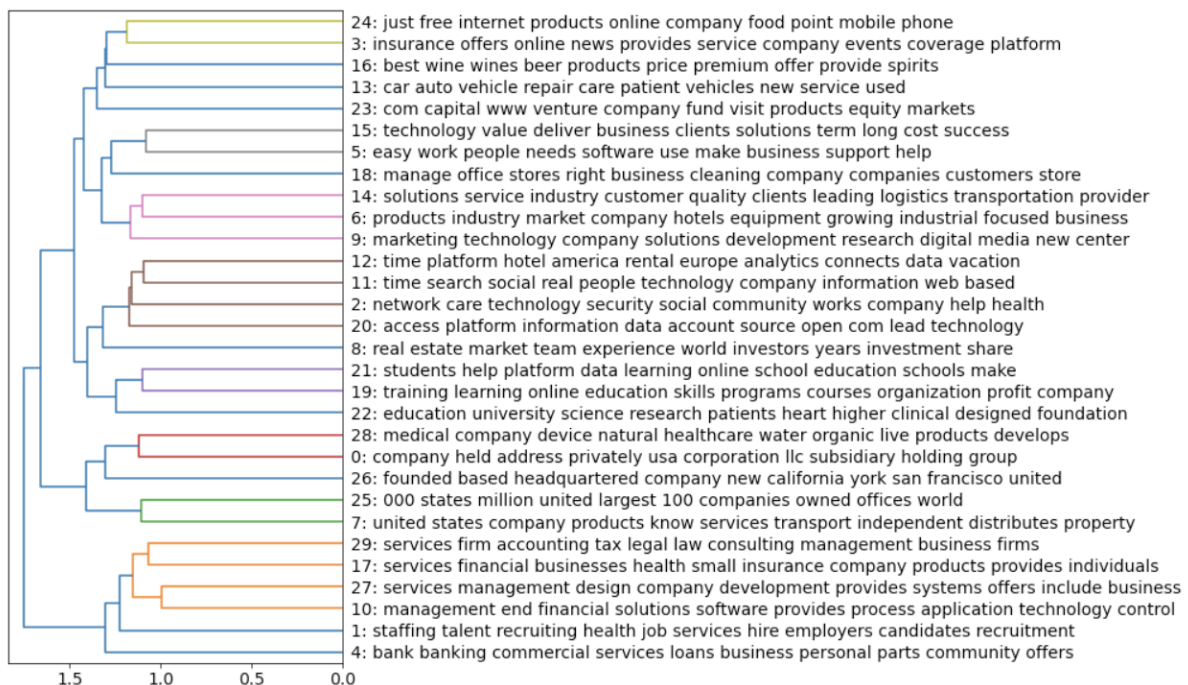 24: just free internet products online company food point mobile phone
3: insurance offers online news provides service company events coverage platform
16: best wine wines beer products price premium offer provide spirits
13: car auto vehicle repair care patient vehicles new service used
23: com capital www venture company fund visit products equity markets
15: technology value deliver business clients solutions term long cost success
5: easy work people needs software use make business support help
18: manage office stores right business cleaning company companies customers store
14: solutions service industry customer quality clients leading logistics transportation provider
6: products industry market company hotels equipment growing industrial focused business
9: marketing technology company solutions development research digital media new center
12: time platform hotel america rental europe analytics connects data vacation
11: time search social real people technology company information web based
2: network care technology security social community works company help health
20: access platform information data account source open com lead technology
8: real estate market team experience world investors years investment share
21: students help platform data learning online school education schools make
19: training learning online education skills programs courses organization profit company
22: education university science research patients heart higher clinical designed foundation
28: medical company device natural healthcare water organic live products develops
0: company held address privately usa corporation llc subsidiary holding group
26: founded based headquartered company new california york san francisco united
25: 000 states million united largest 100 companies owned offices world
7: united states company products know services transport independent distributes property
29: services firm accounting tax legal law consulting management business firms
17: services financial businesses health small insurance company products provides individuals
27: services management design company development provides systems offers include business
10: management end financial solutions software provides process application technology control
1: staffing talent recruiting health job services hire employers candidates recruitment
4: bank banking commercial services loans business personal parts community offers
1.5 1.0 0.5 0.0